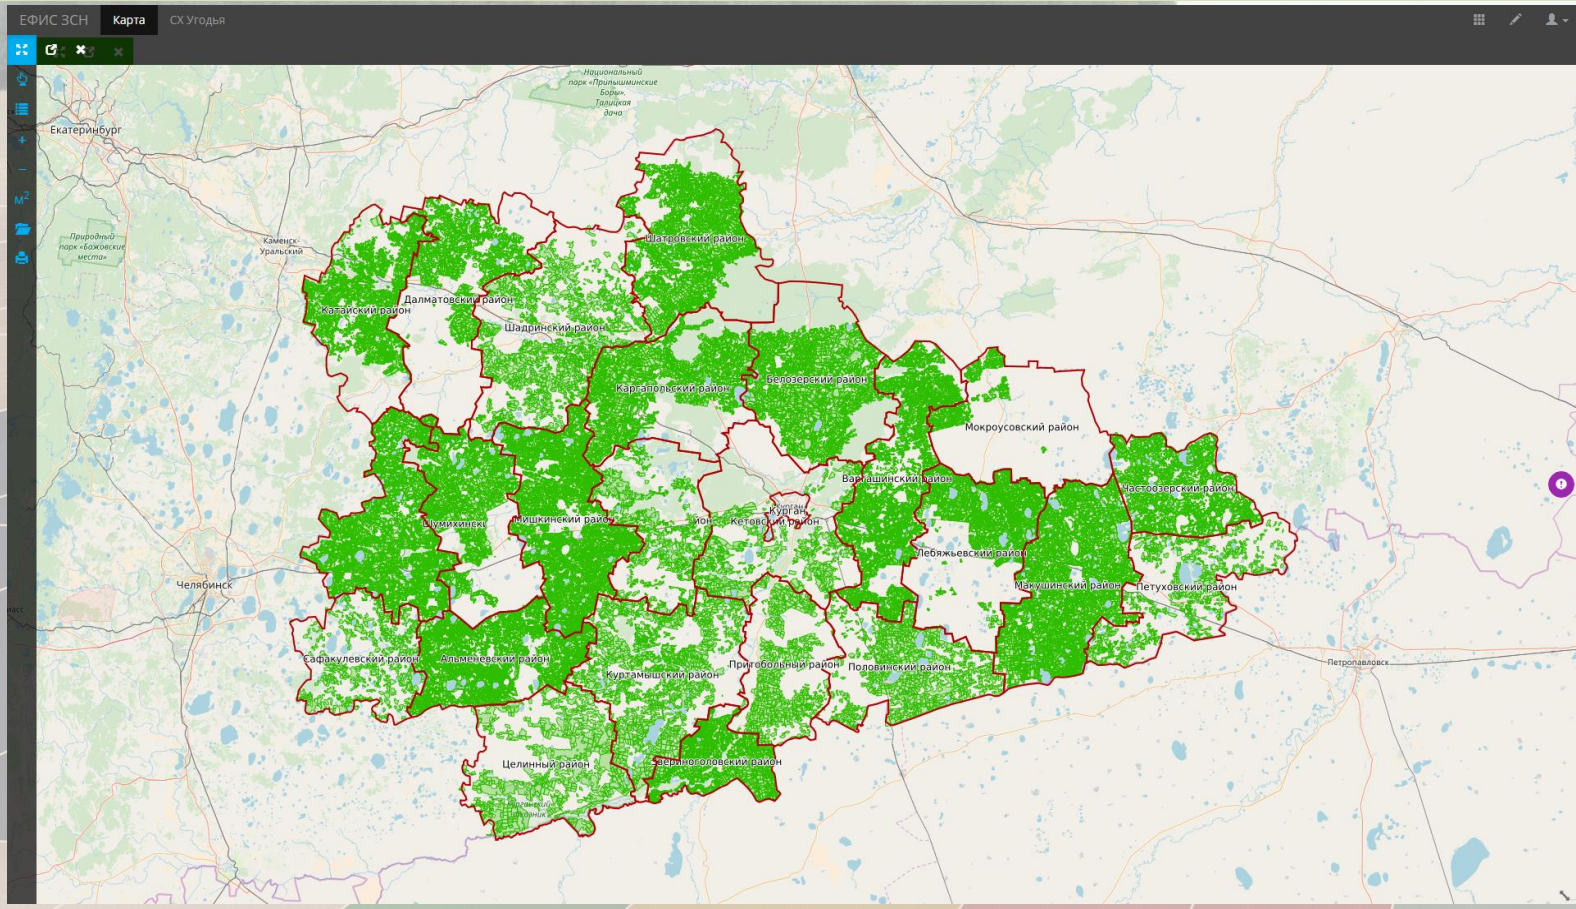 ЕФИС ЗСН
Карта
СХ Угодья
м²
Национальный
парк «Припышминские
Боры»,
Талицкая
дача
Екатеринбург
Природный
парк «Бажовские
места»
Каменск-
Уральский
Шатровский район
Далматовский район
Катайский район
Шадринский район
Каргапольский район
Белозерский район
Мокроусовский район
Варгашинский район
Частоозерский район
Курган
Кетовский район
Шумихинск
Мишкинский район
йон
Лебяжьевский район
Макушинский район
Петуховский район
Челябинск
Сафакулевский район
Альменевский район
Куртамышский район
Притобольный район
Половинский район
Петропавловск
Целинный район
Звериноголовский район